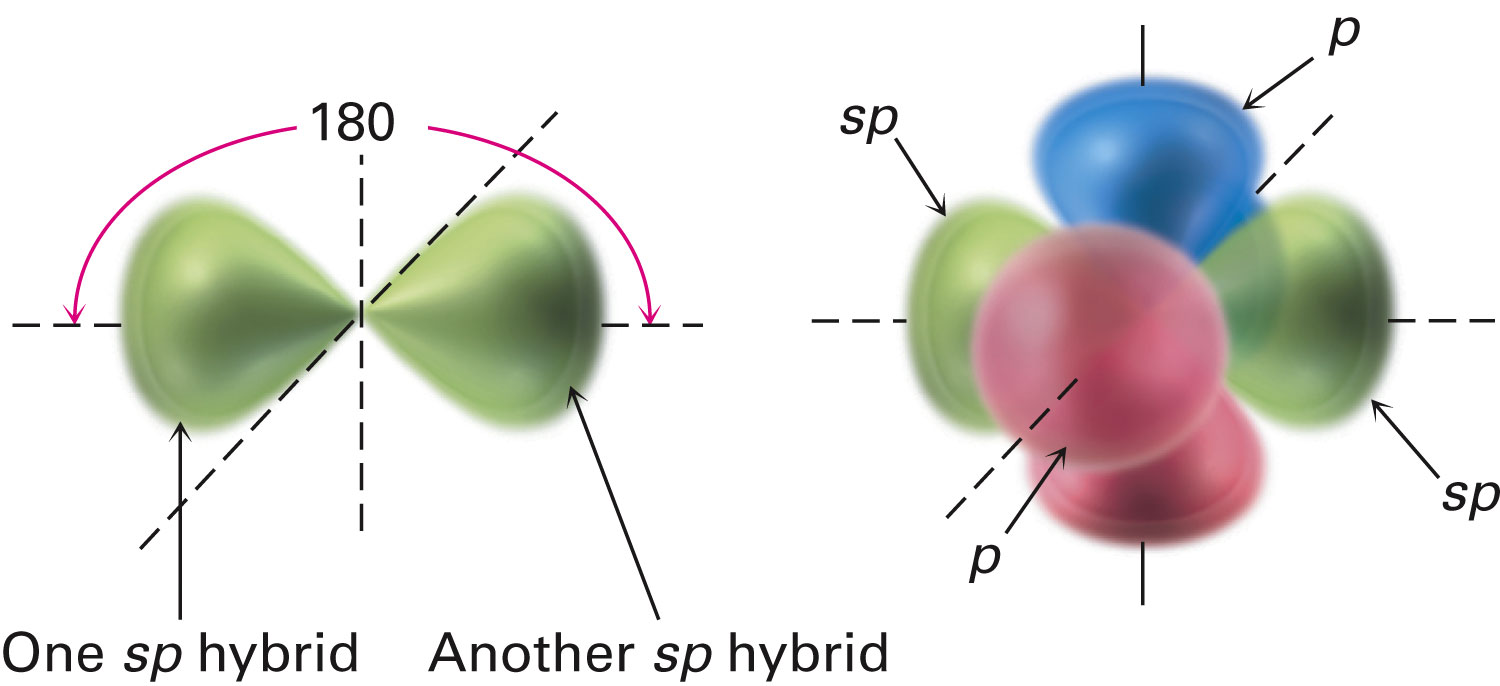 180
One sp hybrid
Another sp hybrid
sp
p
p
sp